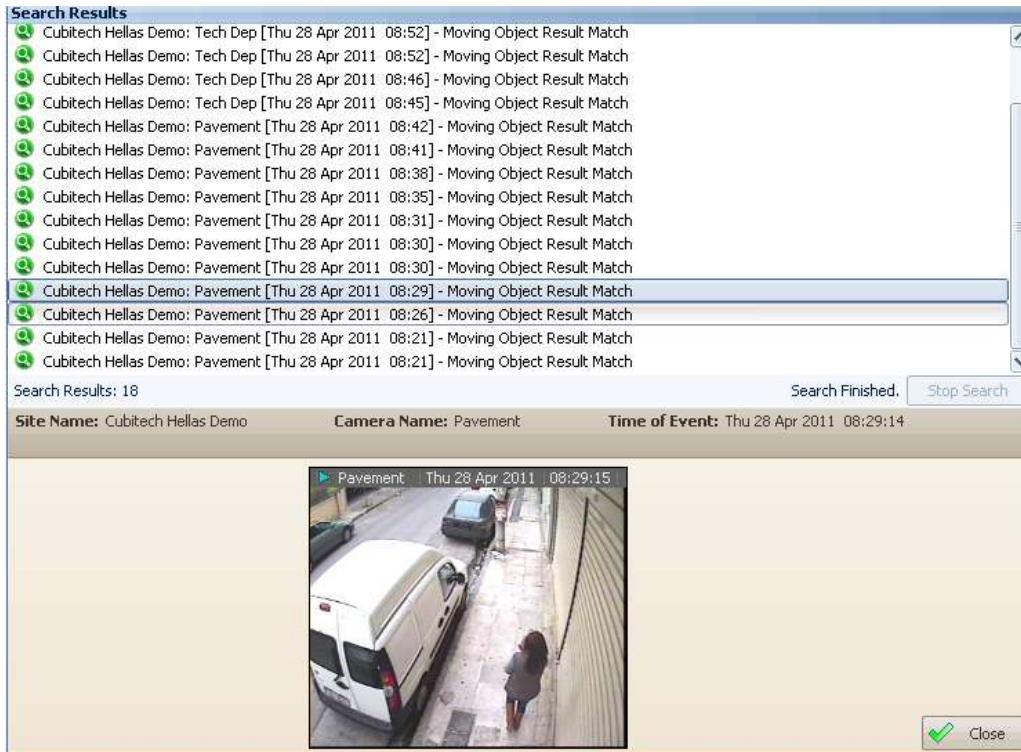 Search Results
Cubitech Hellas Demo: Tech Dep [Thu 28 Apr 2011 08:52] - Moving Object Result Match
Cubitech Hellas Demo: Tech Dep [Thu 28 Apr 2011 08:52] - Moving Object Result Match
Cubitech Hellas Demo: Tech Dep [Thu 28 Apr 2011 08:46] - Moving Object Result Match
Cubitech Hellas Demo: Tech Dep [Thu 28 Apr 2011 08:45] - Moving Object Result Match
Cubitech Hellas Demo: Pavement [Thu 28 Apr 2011 08:42] - Moving Object Result Match
Cubitech Hellas Demo: Pavement [Thu 28 Apr 2011 08:41] - Moving Object Result Match
Cubitech Hellas Demo: Pavement [Thu 28 Apr 2011 08:38] - Moving Object Result Match
Cubitech Hellas Demo: Pavement [Thu 28 Apr 2011 08:35] - Moving Object Result Match
Cubitech Hellas Demo: Pavement [Thu 28 Apr 2011 08:31] - Moving Object Result Match
Cubitech Hellas Demo: Pavement [Thu 28 Apr 2011 08:30] - Moving Object Result Match
Cubitech Hellas Demo: Pavement [Thu 28 Apr 2011 08:30] - Moving Object Result Match
Cubitech Hellas Demo: Pavement [Thu 28 Apr 2011 08:29] - Moving Object Result Match
Cubitech Hellas Demo: Pavement [Thu 28 Apr 2011 08:26] - Moving Object Result Match
Cubitech Hellas Demo: Pavement [Thu 28 Apr 2011 08:21] - Moving Object Result Match
Cubitech Hellas Demo: Pavement [Thu 28 Apr 2011 08:21] - Moving Object Result Match
Search Results: 18 Search Finished. Stop Search
Site Name: Cubitech Hellas Demo Camera Name: Pavement Time of Event: Thu 28 Apr 2011 08:29:14
Pavement Thu 28 Apr 2011 08:29:15
Close